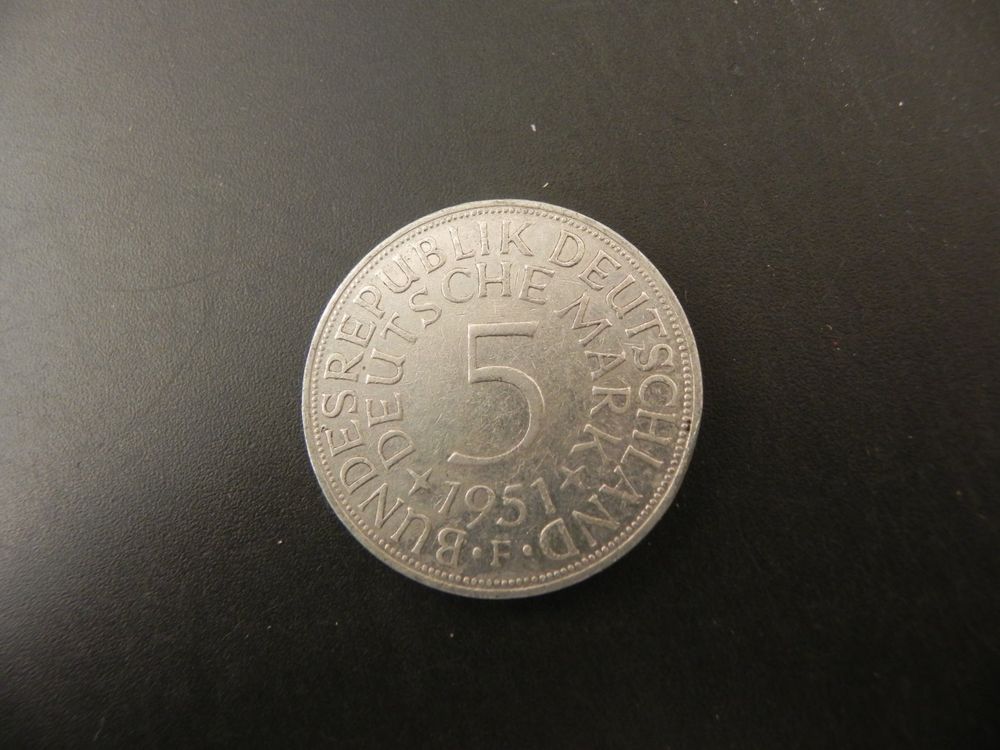 BUNDESREPUBLIK DEUTSCHLAND
DEUTSCHE MARK
5
1951
F